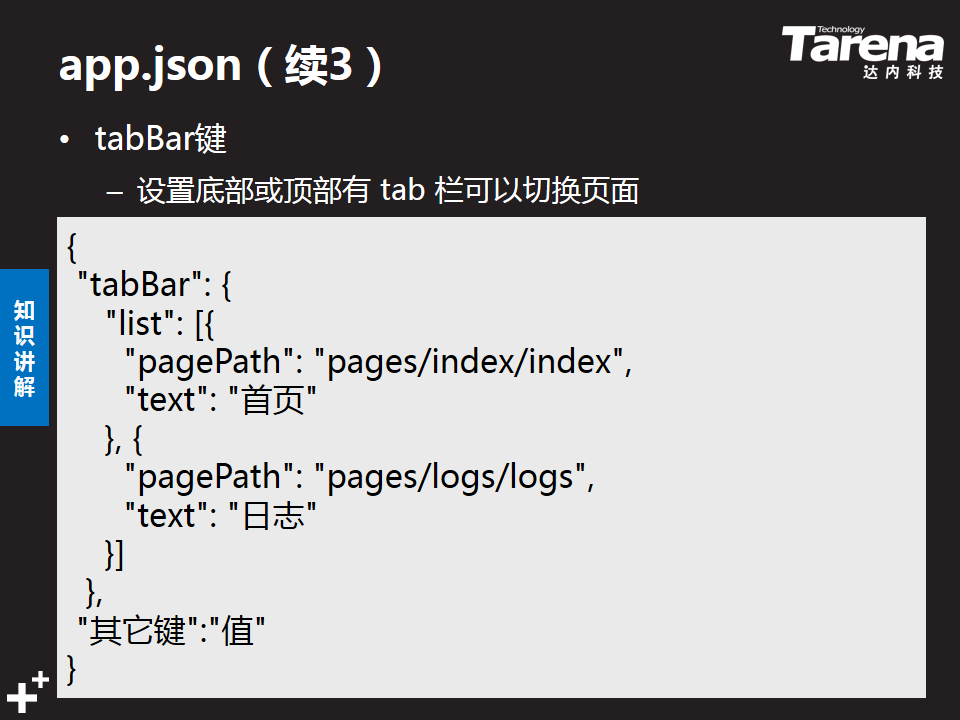 app.json（续3）
Technology
Tarena
达内科技
• tabBar键
– 设置底部或顶部有 tab 栏可以切换页面
知识讲解
{
"tabBar": {
"list": [{
"pagePath": "pages/index/index",
"text": "首页"
}, {
"pagePath": "pages/logs/logs",
"text": "日志"
}]
},
"其它键":"值"
}